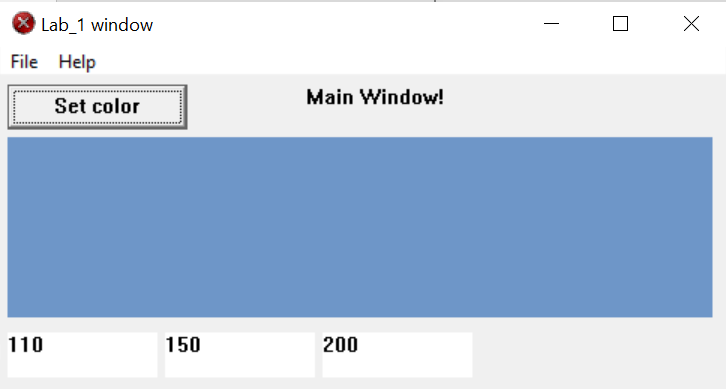 Lab_1 window
File Help
Set color
Main Window!
110 150 200